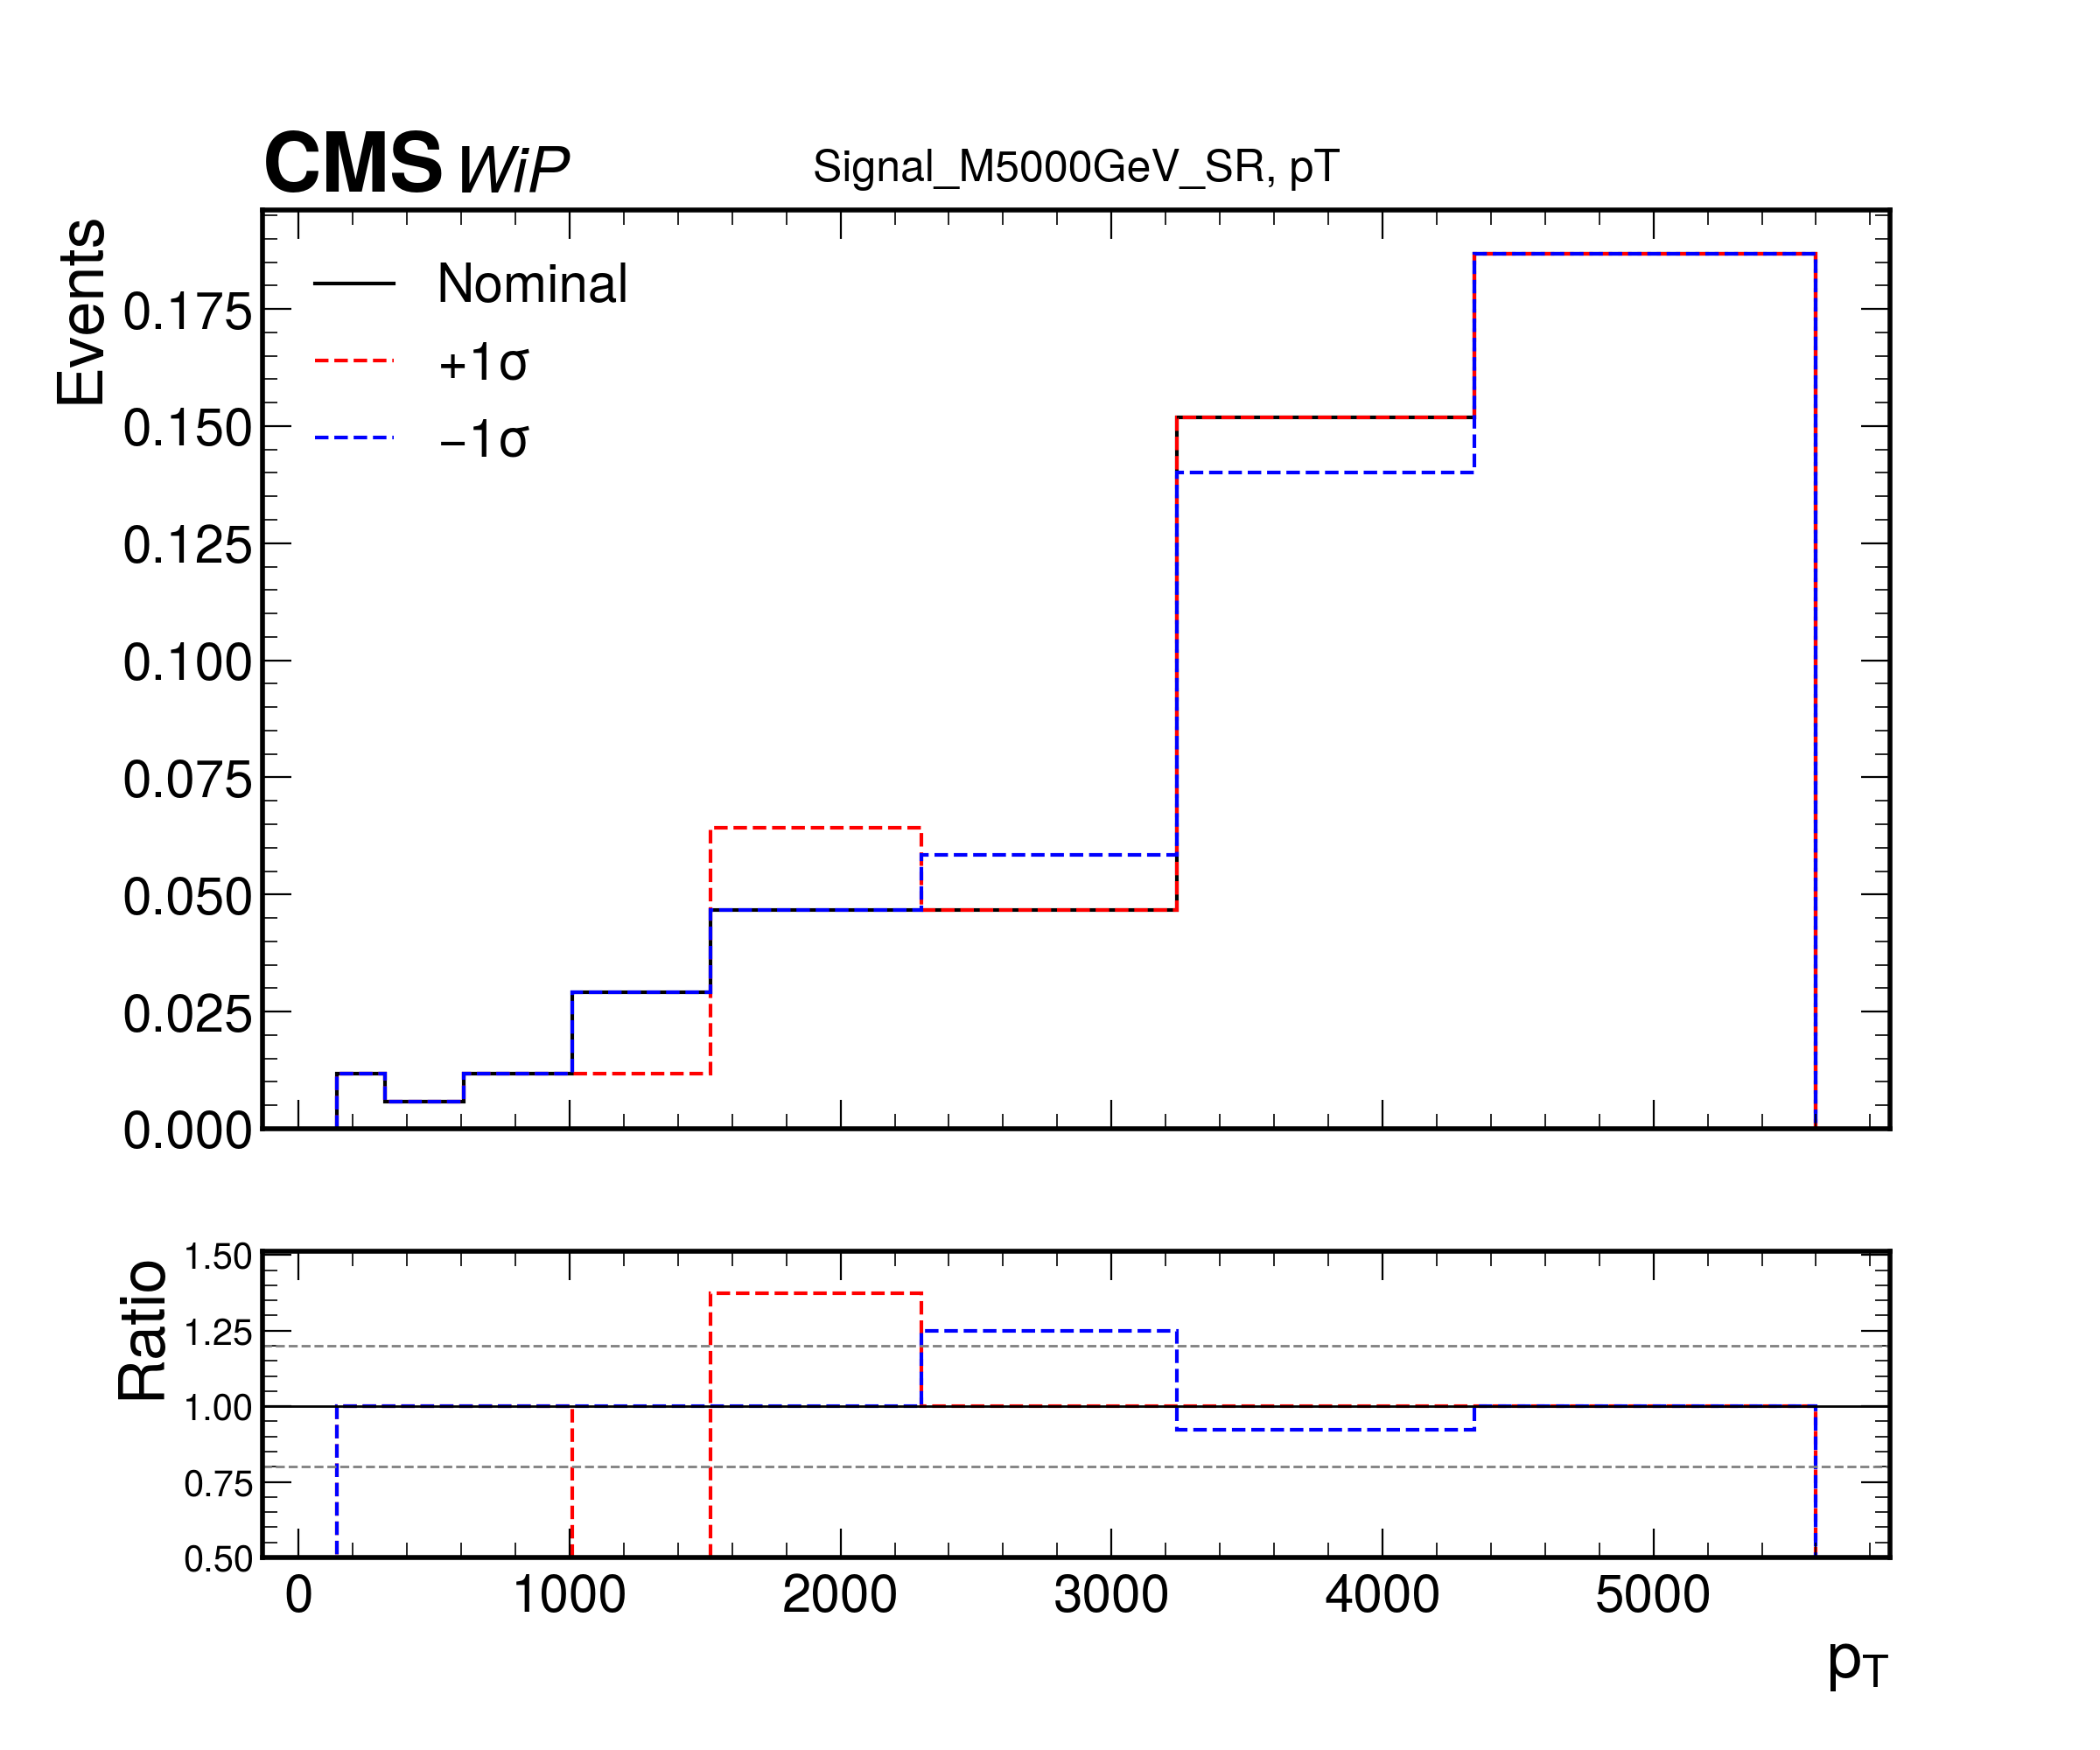 CMS WiP Signal_M5000GeV_SR, pT
Events
0.175
0.150
0.125
0.100
0.075
0.050
0.025
0.000
Nominal
+1σ
−1σ
Ratio
1.50
1.25
1.00
0.75
0.50
0 1000 2000 3000 4000 5000
pT